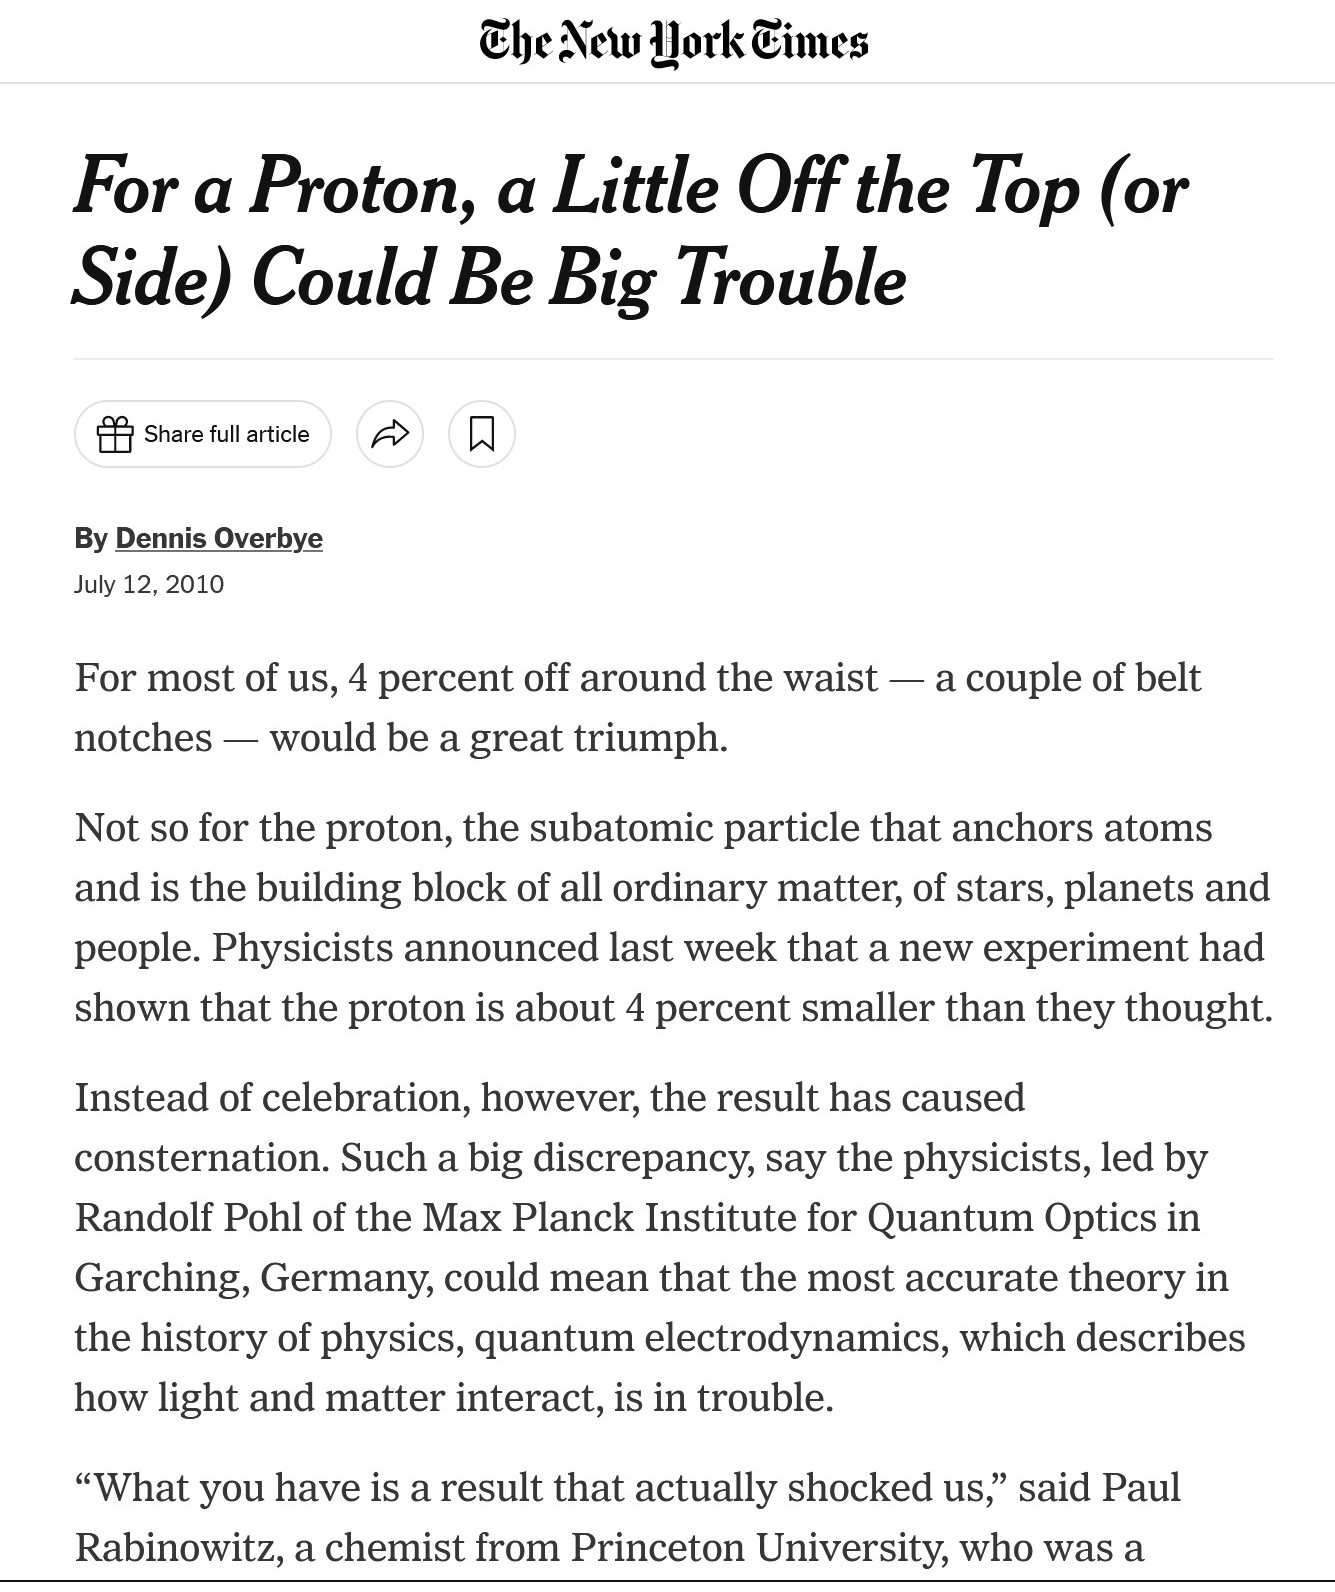 The New York Times
For a Proton, a Little Off the Top (or
Side) Could Be Big Trouble
Share full article
By Dennis Overbye
July 12, 2010
For most of us, 4 percent off around the waist — a couple of belt
notches — would be a great triumph.
Not so for the proton, the subatomic particle that anchors atoms
and is the building block of all ordinary matter, of stars, planets and
people. Physicists announced last week that a new experiment had
shown that the proton is about 4 percent smaller than they thought.
Instead of celebration, however, the result has caused
consternation. Such a big discrepancy, say the physicists, led by
Randolf Pohl of the Max Planck Institute for Quantum Optics in
Garching, Germany, could mean that the most accurate theory in
the history of physics, quantum electrodynamics, which describes
how light and matter interact, is in trouble.
“What you have is a result that actually shocked us,” said Paul
Rabinowitz, a chemist from Princeton University, who was a